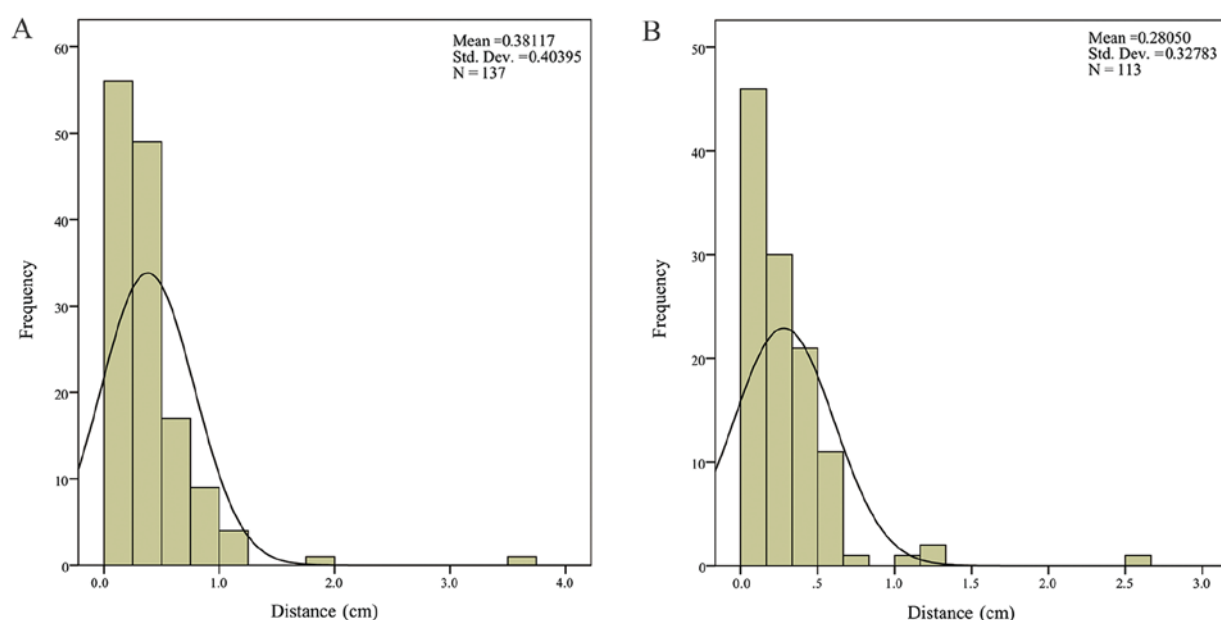 A
Mean =0.38117
Std. Dev. =0.40395
N = 137
60
50
40
30
20
10
0
Frequency
0.0 1.0 2.0 3.0 4.0
Distance (cm)
B
Mean =0.28050
Std. Dev. =0.32783
N = 113
50
40
30
20
10
0
Frequency
0.0 .5 1.0 1.5 2.0 2.5 3.0
Distance (cm)